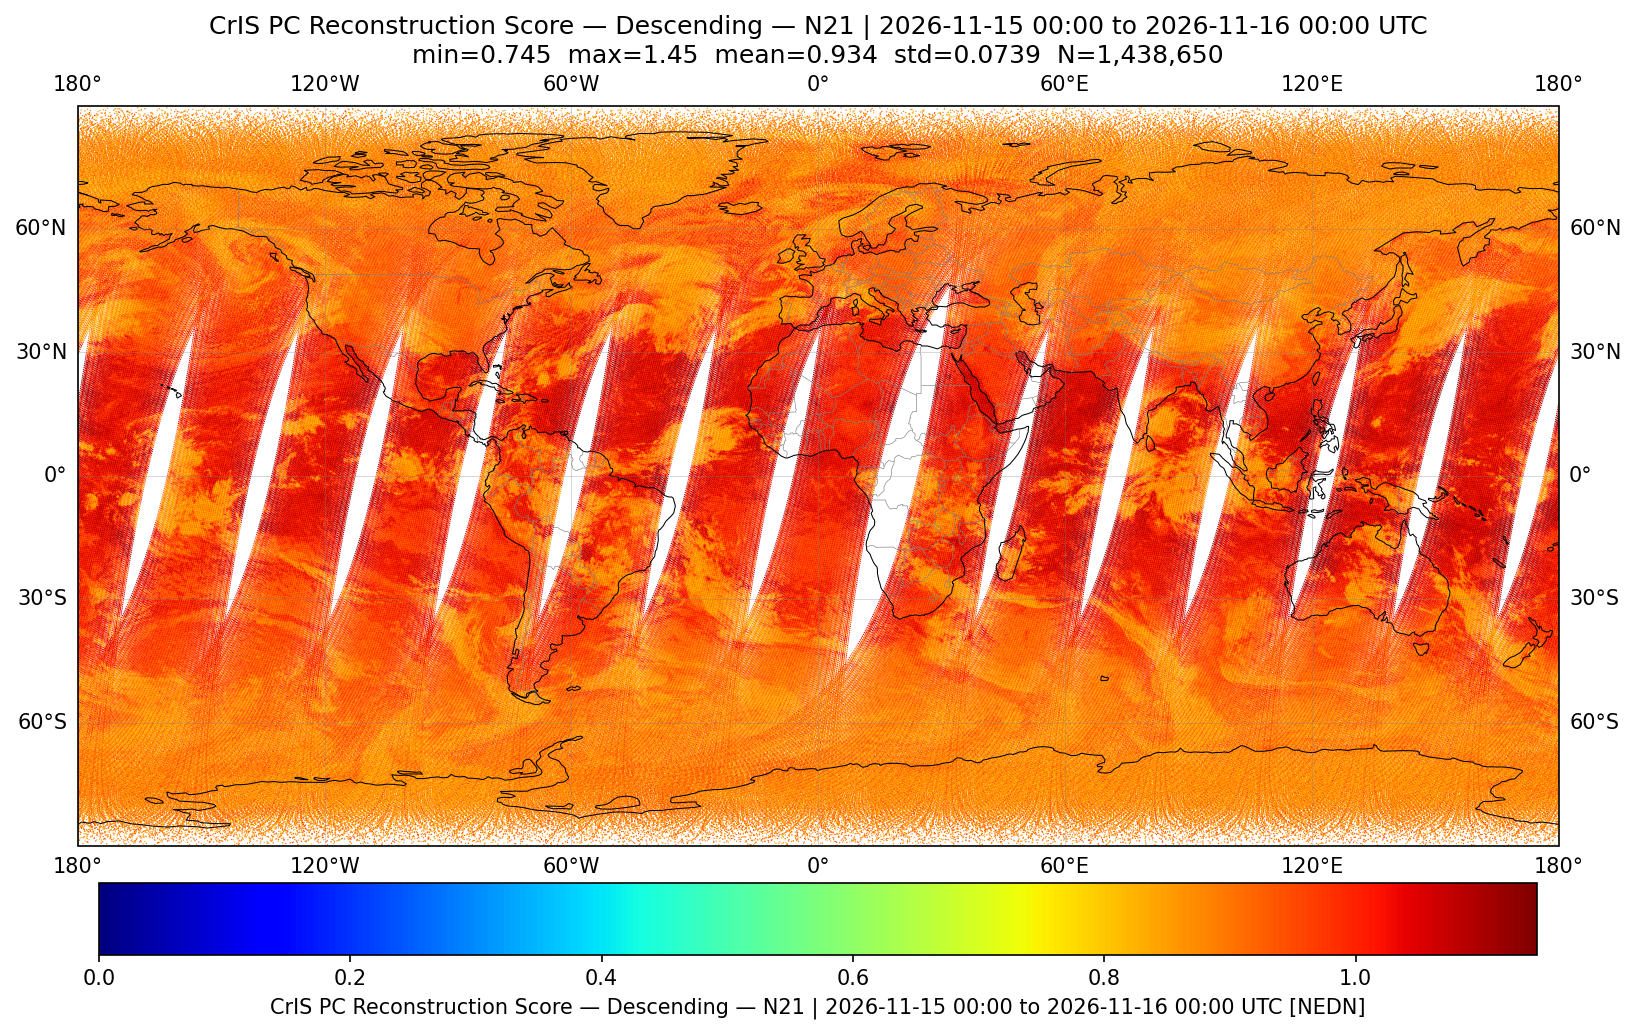 CrIS PC Reconstruction Score — Descending — N21 | 2026-11-15 00:00 to 2026-11-16 00:00 UTC
min=0.745 max=1.45 mean=0.934 std=0.0739 N=1,438,650
180° 120°W 60°W 0° 60°E 120°E 180°
60°N 60°N
30°N 30°N
0° 0°
30°S 30°S
60°S 60°S
180° 120°W 60°W 0° 60°E 120°E 180°
0.0 0.2 0.4 0.6 0.8 1.0
CrIS PC Reconstruction Score — Descending — N21 | 2026-11-15 00:00 to 2026-11-16 00:00 UTC [NEDN]